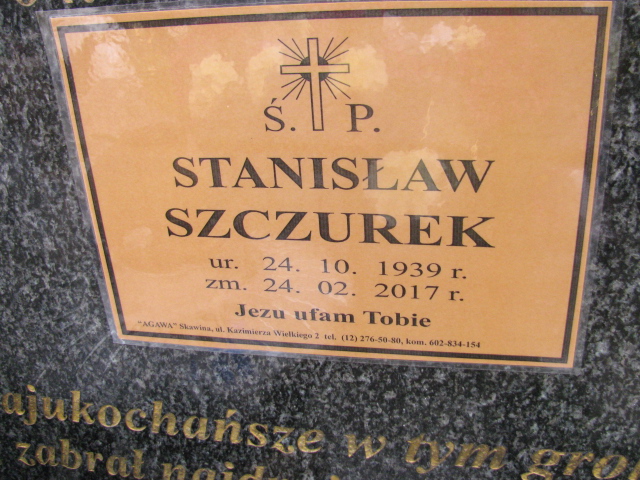 Ś. P.
STANISŁAW
SZCZUREK
ur. 24. 10. 1939 r.
zm. 24. 02. 2017 r.
Jezu ufam Tobie
"AGAWA" Skawina, ul. Kazimierza Wielkiego 2 tel. (12) 276-50-80, kom. 602-834-154
ajukochańsze w tym gro
zabrał